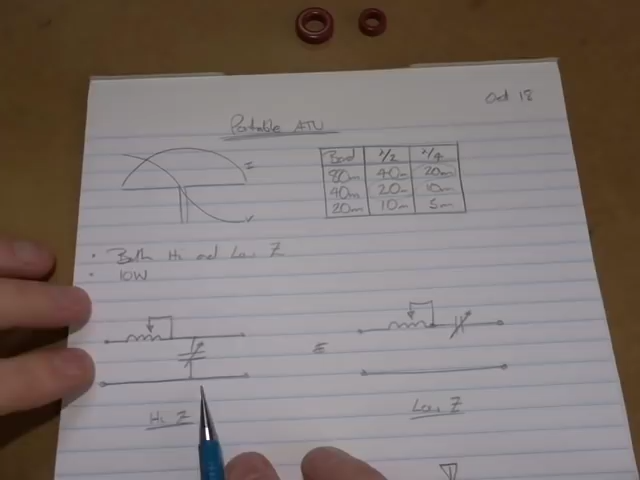 Oct 18
Portable ATU
I
V
Band λ/2 λ/4
80m 40m 20m
40m 20m 10m
20m 10m 5m
• Both Hi and Low Z
• 10W
Hi Z
Low Z